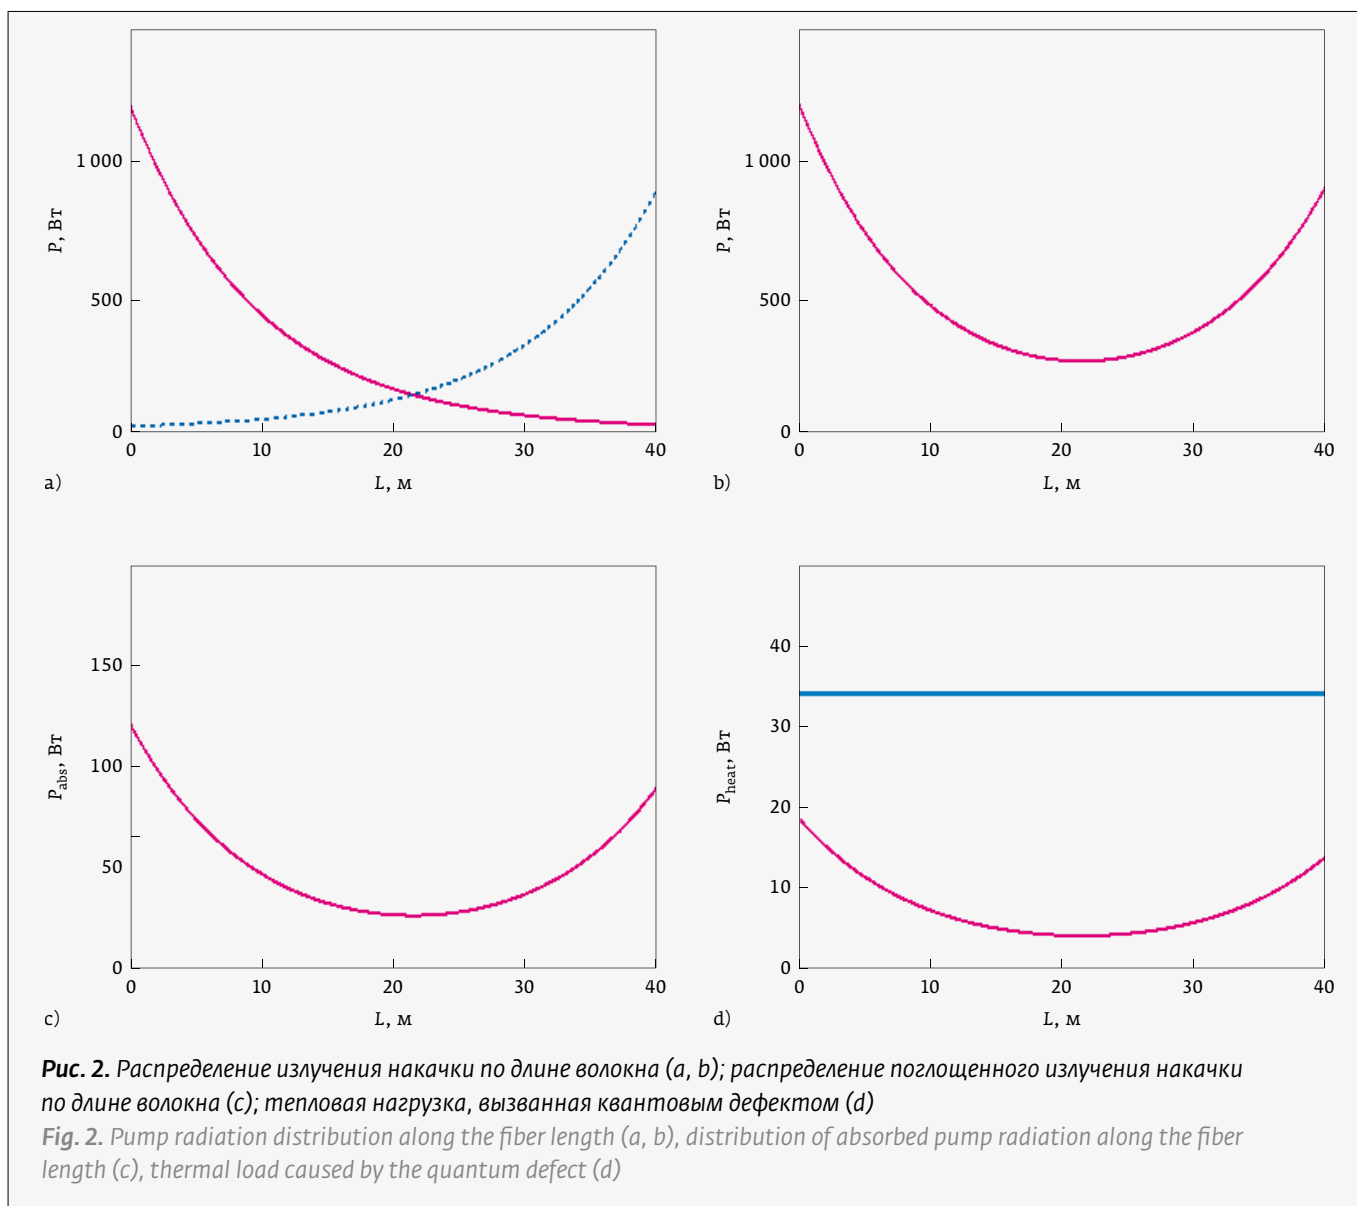 1 000
500
0
P, Вт
0 10 20 30 40
a) L, м
1 000
500
0
P, Вт
0 10 20 30 40
b) L, м
150
100
50
0
P_abs, Вт
0 10 20 30 40
c) L, м
40
30
20
10
0
P_heat, Вт
0 10 20 30 40
d) L, м
Рис. 2. Распределение излучения накачки по длине волокна (a, b); распределение поглощенного излучения накачки
по длине волокна (c); тепловая нагрузка, вызванная квантовым дефектом (d)
Fig. 2. Pump radiation distribution along the fiber length (a, b), distribution of absorbed pump radiation along the fiber
length (c), thermal load caused by the quantum defect (d)